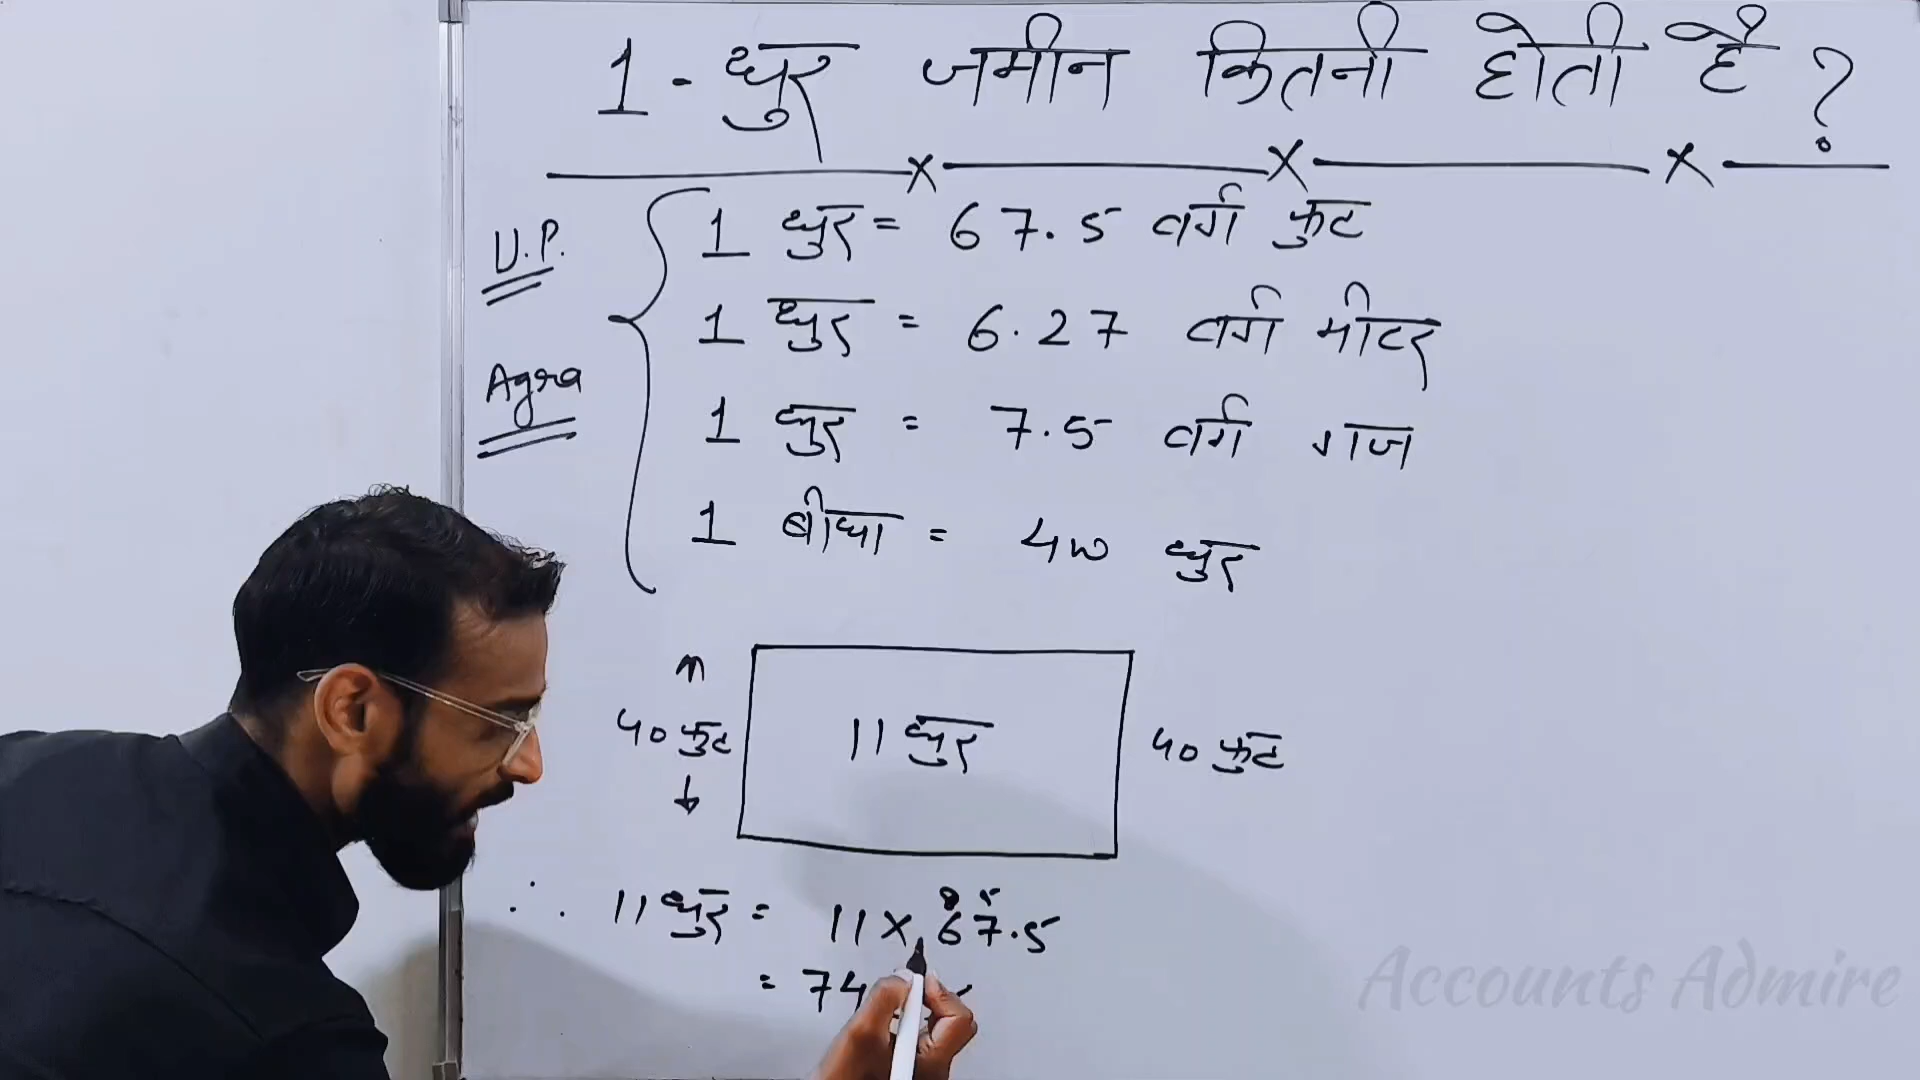 1 - धुर जमीन कितनी होती है ?
U.P.
Agra
1 धुर = 67.5 वर्ग फुट
1 धुर = 6.27 वर्ग मीटर
1 धुर = 7.5 वर्ग गज
1 बीघा = 400 धुर
40 फुट
11 धुर
40 फुट
∴ 11 धुर = 11 × 67.5
= 74
Accounts Admire